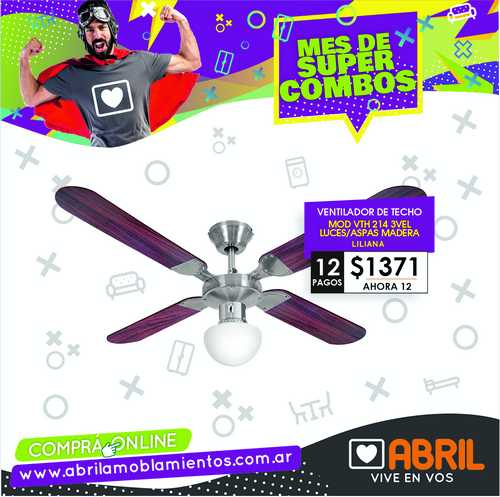 MES DE
SUPER
COMBOS
VENTILADOR DE TECHO
MOD VTH 214 3VEL
LUCES/ASPAS MADERA
LILIANA
12
PAGOS
$1371
AHORA 12
COMPRÁ ONLINE
www.abrilamoblamientos.com.ar
ABRIL
VIVE EN VOS